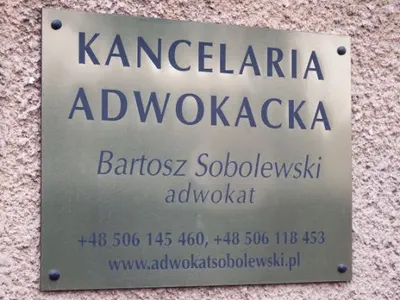 KANCELARIA
ADWOKACKA
Bartosz Sobolewski
adwokat
+48 506 145 460, +48 506 118 453
www.adwokatsobolewski.pl